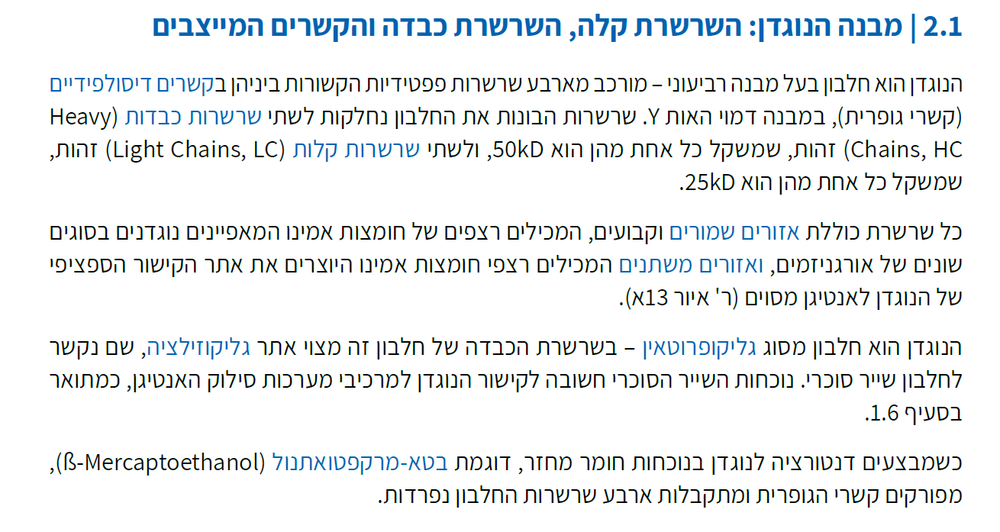 2.1 | מבנה הנוגדן: השרשרת קלה, השרשרת כבדה והקשרים המייצבים
הנוגדן הוא חלבון בעל מבנה רביעוני – מורכב מארבע שרשרות פפטידיות הקשורות ביניהן בקשרים דיסולפידיים
(קשרי גופרית), במבנה דמוי האות Y. שרשרות הבונות את החלבון נחלקות לשתי שרשרות כבדות (Heavy
Chains, HC) זהות, שמשקל כל אחת מהן הוא 50kD, ולשתי שרשרות קלות (Light Chains, LC) זהות,
שמשקל כל אחת מהן הוא 25kD.
כל שרשרת כוללת אזורים שמורים וקבועים, המכילים רצפים של חומצות אמינו המאפיינים נוגדנים בסוגים
שונים של אורגניזמים, ואזורים משתנים המכילים רצפי חומצות אמינו היוצרים את אתר הקישור הספציפי
של הנוגדן לאנטיגן מסוים (ר' איור 13א).
הנוגדן הוא חלבון מסוג גליקופרוטאין – בשרשרת הכבדה של חלבון זה מצוי אתר גליקוזילציה, שם נקשר
לחלבון שייר סוכרי. נוכחות השייר הסוכרי חשובה לקישור הנוגדן למרכיבי מערכות סילוק האנטיגן, כמתואר
בסעיף 1.6.
כשמבצעים דנטורציה לנוגדן בנוכחות חומר מחזר, דוגמת בטא-מרקפטואתנול (ß-Mercaptoethanol),
מפורקים קשרי הגופרית ומתקבלות ארבע שרשרות החלבון נפרדות.